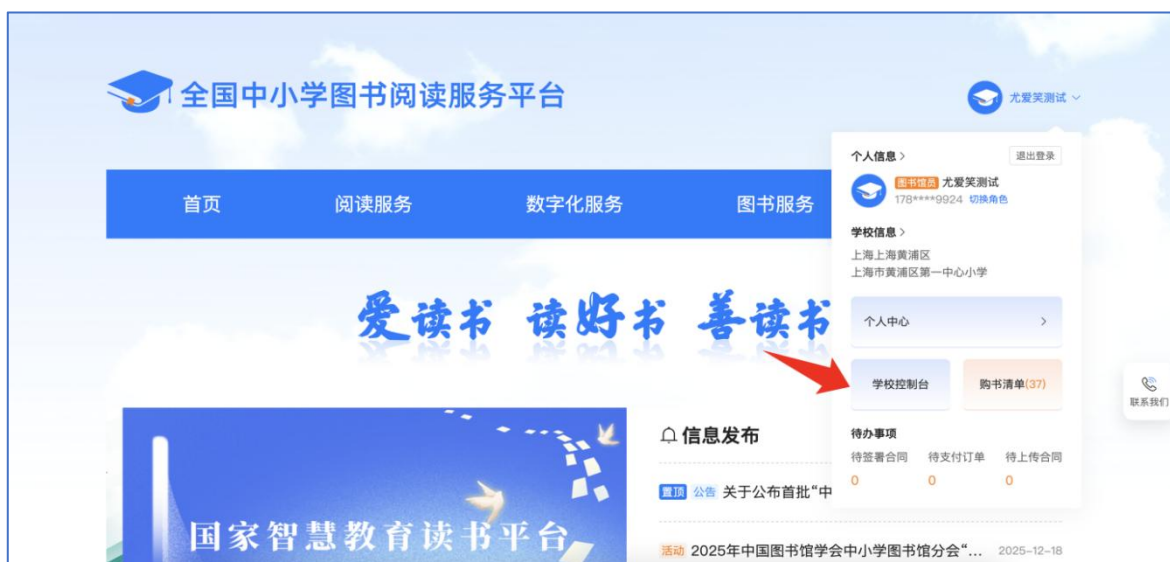 全国中小学图书阅读服务平台
尤爱笑测试
个人信息
退出登录
图书馆员 尤爱笑测试
178****9924 切换角色
首页 阅读服务 数字化服务 图书服务
学校信息
上海上海黄浦区
上海市黄浦区第一中心小学
爱读书 读好书 善读书
个人中心
学校控制台 购书清单(37)
联系我们
信息发布
待办事项
待签署合同 待支付订单 待上传合同
0 0 0
置顶 公告 关于公布首批“中
国家智慧教育读书平台
活动 2025年中国图书馆学会中小学图书馆分会“... 2025-12-18